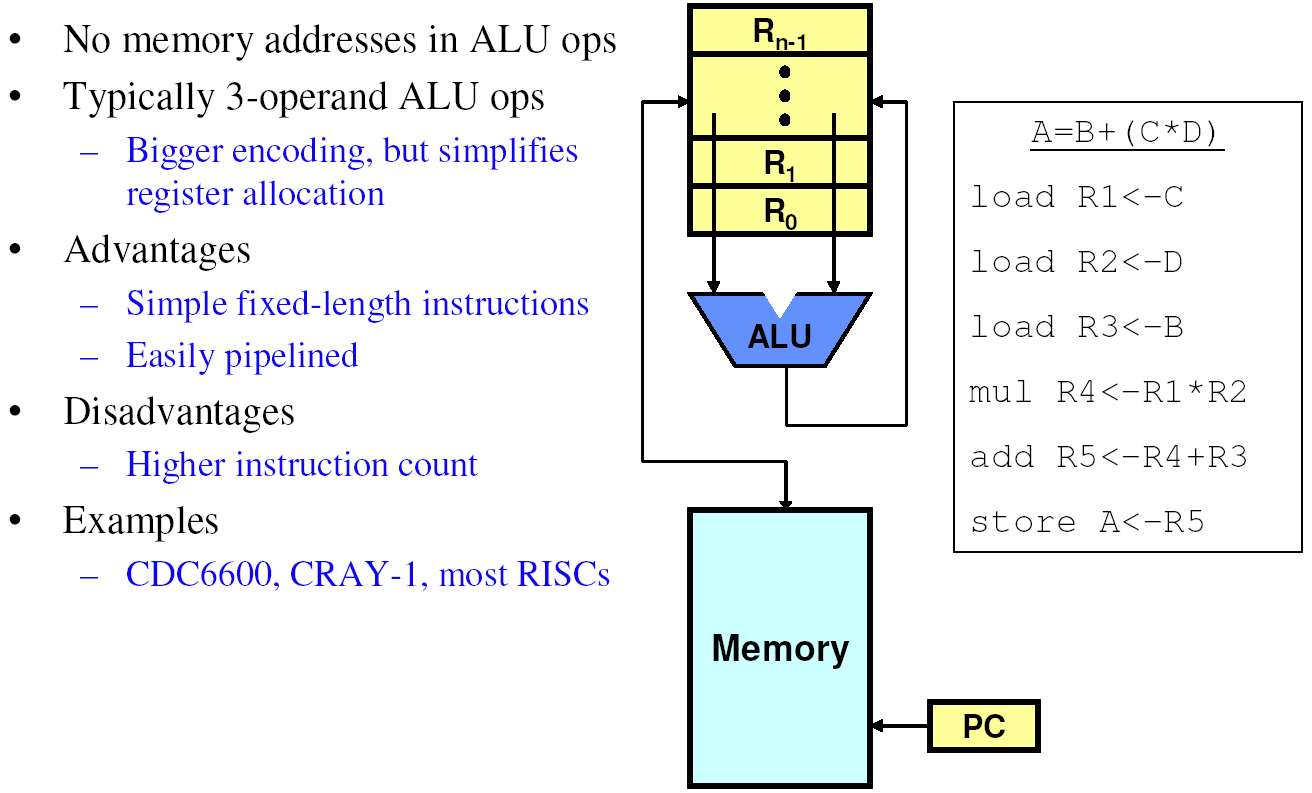 • No memory addresses in ALU ops
• Typically 3-operand ALU ops
– Bigger encoding, but simplifies
register allocation
• Advantages
– Simple fixed-length instructions
– Easily pipelined
• Disadvantages
– Higher instruction count
• Examples
– CDC6600, CRAY-1, most RISCs
Rn-1
R1
R0
ALU
Memory
PC
A=B+(C*D)
load R1<-C
load R2<-D
load R3<-B
mul R4<-R1*R2
add R5<-R4+R3
store A<-R5